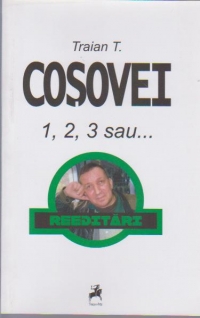 Traian T.
COȘOVEI
1, 2, 3 sau...
REEDITĂRI